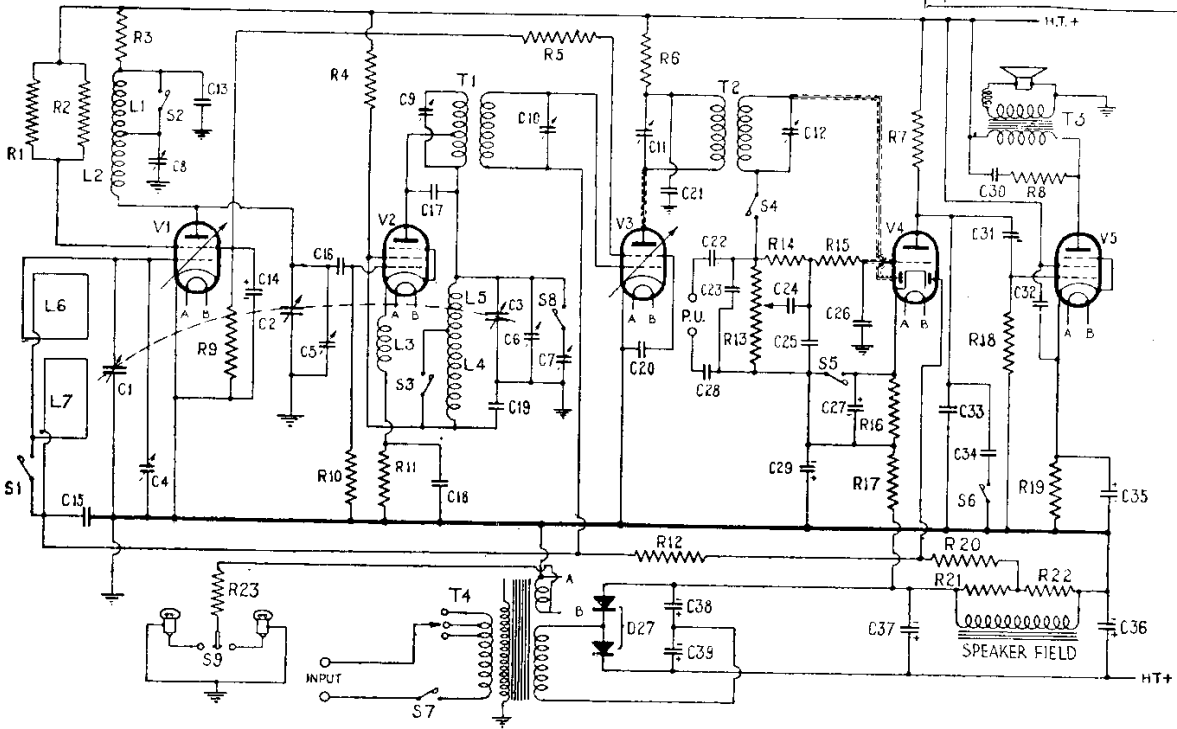 H.T.+
R3
R5
R4
R6
T1
T2
T3
R2
L1
S2
C13
C9
C10
C11
C12
R7
R1
L2
C8
C17
C21
S4
C30
R8
V1
V2
V3
V4
V5
C16
C22
R14
R15
C31
L6
C14
C2
L5
C3
S8
C23
C24
C32
A
B
A
B
A
B
A
B
P.U.
R13
C26
R18
L7
C1
R9
C5
L3
S3
L4
C6
C7
C20
C28
C25
S5
C27
R16
C33
C19
C4
R10
R11
C18
C29
R17
C34
S6
R19
C35
S1
C15
R12
R20
R23
T4
A
B
D27
C38
C39
R21
R22
C37
C36
SPEAKER FIELD
S9
INPUT
S7
HT+